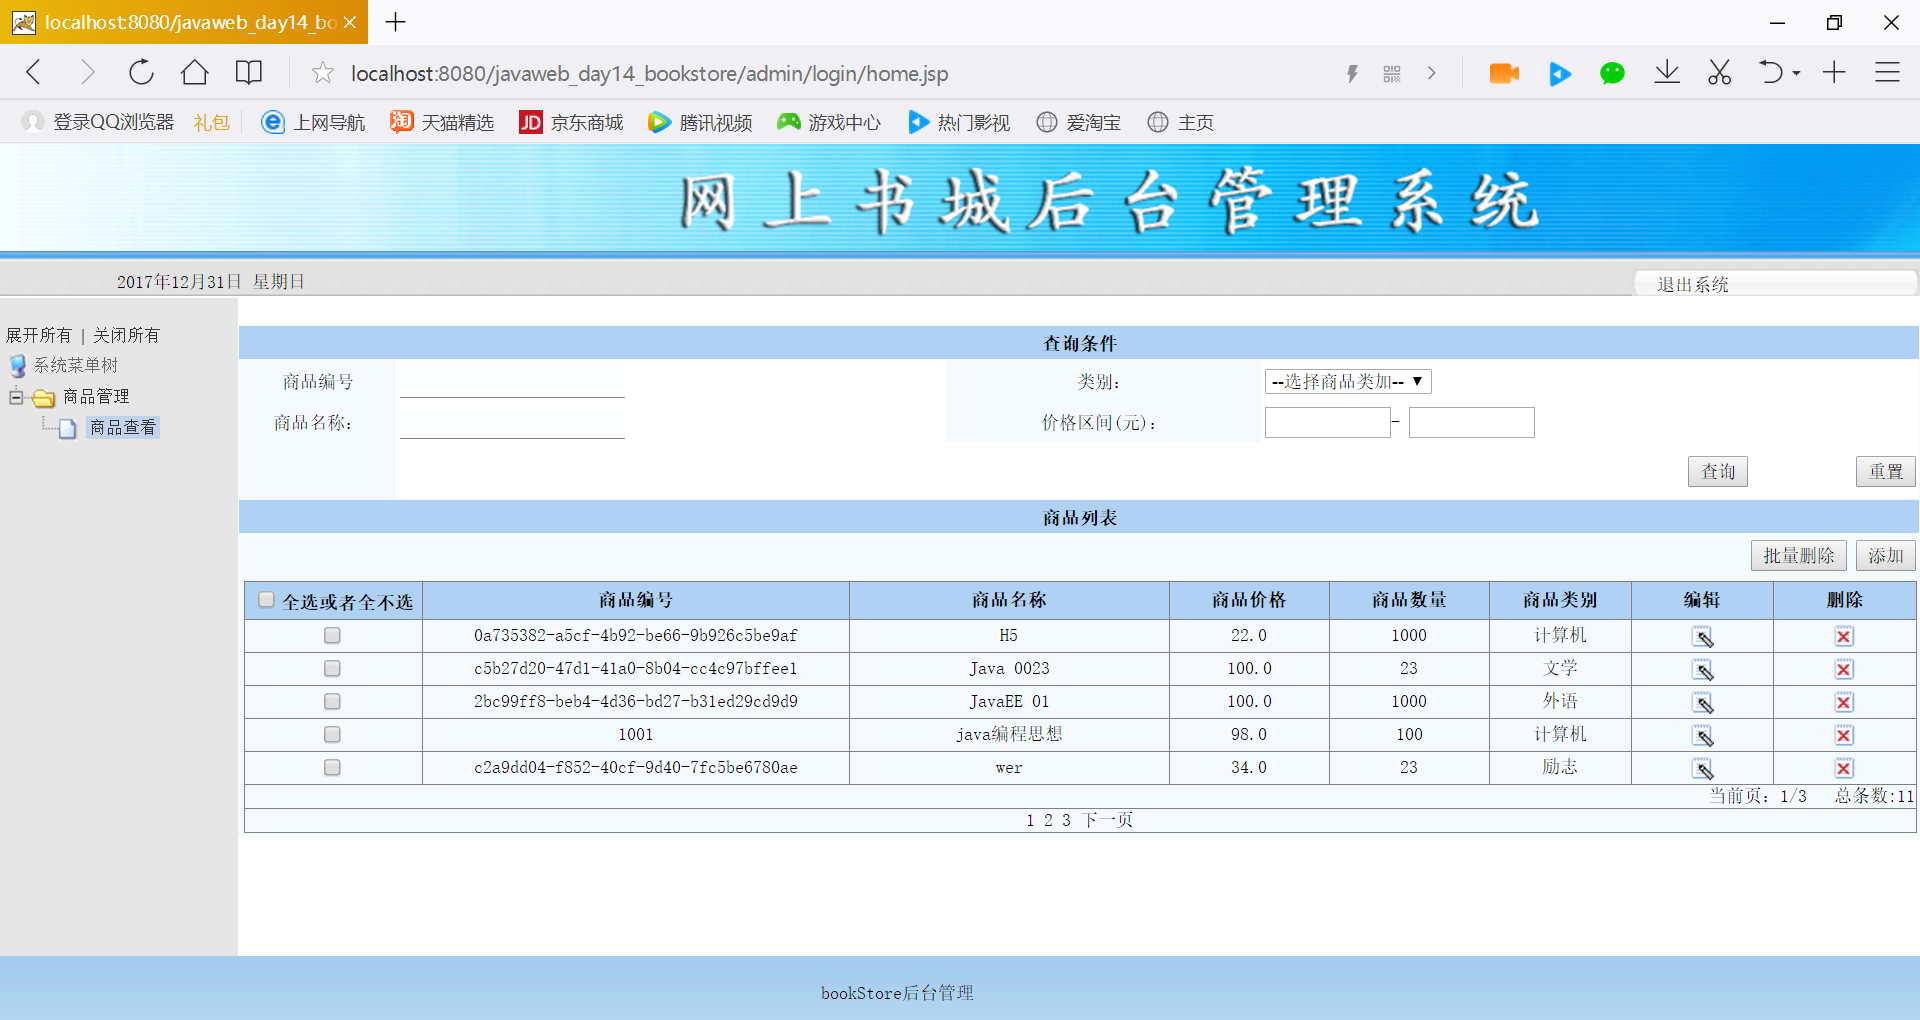 localhost:8080/javaweb_day14_bo
localhost:8080/javaweb_day14_bookstore/admin/login/home.jsp
登录QQ浏览器 礼包 上网导航 淘 天猫精选 JD 京东商城 腾讯视频 游戏中心 热门影视 爱淘宝 主页
网上书城后台管理系统
2017年12月31日 星期日 退出系统
展开所有 | 关闭所有
系统菜单树
商品管理
商品查看
查询条件
商品编号 类别: --选择商品类加--
商品名称: 价格区间(元): -
查询 重置
商品列表
批量删除 添加
全选或者全不选 商品编号 商品名称 商品价格 商品数量 商品类别 编辑 删除
0a735382-a5cf-4b92-be66-9b926c5be9af H5 22.0 1000 计算机
c5b27d20-47d1-41a0-8b04-cc4c97bffee1 Java 0023 100.0 23 文学
2bc99ff8-beb4-4d36-bd27-b31ed29cd9d9 JavaEE 01 100.0 1000 外语
1001 java编程思想 98.0 100 计算机
c2a9dd04-f852-40cf-9d40-7fc5be6780ae wer 34.0 23 励志
当前页: 1/3 总条数:11
1 2 3 下一页
bookStore后台管理